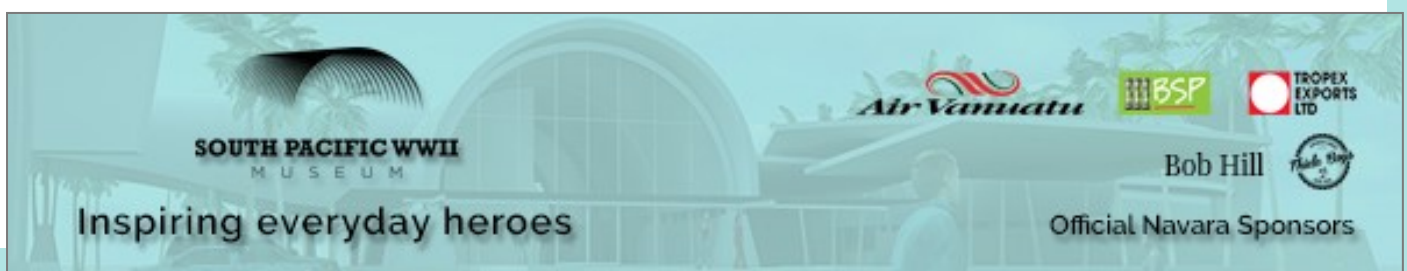 SOUTH PACIFIC WWII
MUSEUM
Inspiring everyday heroes
Air Vanuatu
BSP
TROPEX
EXPORTS
LTD
Bob Hill
Official Navara Sponsors